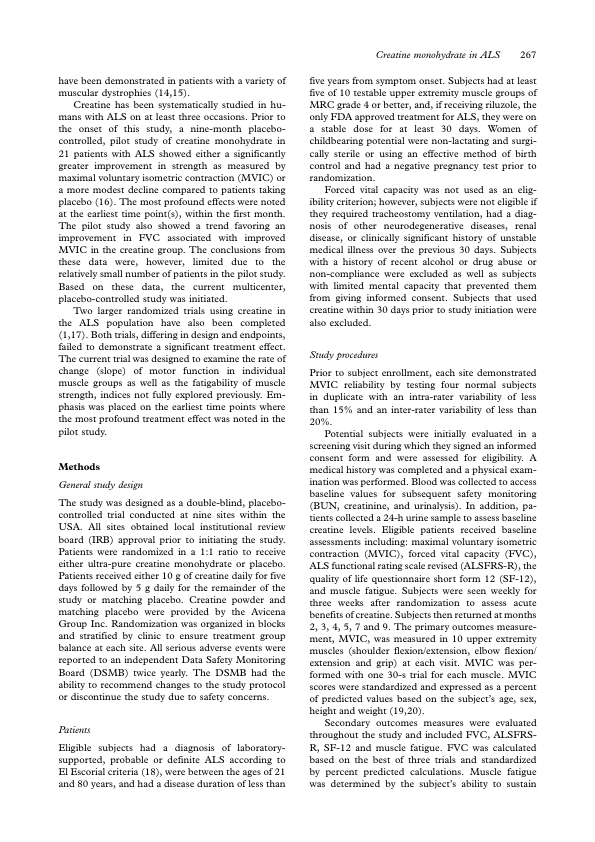 Creatine monohydrate in ALS 267
have been demonstrated in patients with a variety of
muscular dystrophies (14,15).
Creatine has been systematically studied in hu-
mans with ALS on at least three occasions. Prior to
the onset of this study, a nine-month placebo-
controlled, pilot study of creatine monohydrate in
21 patients with ALS showed either a significantly
greater improvement in strength as measured by
maximal voluntary isometric contraction (MVIC) or
a more modest decline compared to patients taking
placebo (16). The most profound effects were noted
at the earliest time point(s), within the first month.
The pilot study also showed a trend favoring an
improvement in FVC associated with improved
MVIC in the creatine group. The conclusions from
these data were, however, limited due to the
relatively small number of patients in the pilot study.
Based on these data, the current multicenter,
placebo-controlled study was initiated.
Two larger randomized trials using creatine in
the ALS population have also been completed
(1,17). Both trials, differing in design and endpoints,
failed to demonstrate a significant treatment effect.
The current trial was designed to examine the rate of
change (slope) of motor function in individual
muscle groups as well as the fatigability of muscle
strength, indices not fully explored previously. Em-
phasis was placed on the earliest time points where
the most profound treatment effect was noted in the
pilot study.
Methods
General study design
The study was designed as a double-blind, placebo-
controlled trial conducted at nine sites within the
USA. All sites obtained local institutional review
board (IRB) approval prior to initiating the study.
Patients were randomized in a 1:1 ratio to receive
either ultra-pure creatine monohydrate or placebo.
Patients received either 10 g of creatine daily for five
days followed by 5 g daily for the remainder of the
study or matching placebo. Creatine powder and
matching placebo were provided by the Avicena
Group Inc. Randomization was organized in blocks
and stratified by clinic to ensure treatment group
balance at each site. All serious adverse events were
reported to an independent Data Safety Monitoring
Board (DSMB) twice yearly. The DSMB had the
ability to recommend changes to the study protocol
or discontinue the study due to safety concerns.
Patients
Eligible subjects had a diagnosis of laboratory-
supported, probable or definite ALS according to
El Escorial criteria (18), were between the ages of 21
and 80 years, and had a disease duration of less than
five years from symptom onset. Subjects had at least
five of 10 testable upper extremity muscle groups of
MRC grade 4 or better, and, if receiving riluzole, the
only FDA approved treatment for ALS, they were on
a stable dose for at least 30 days. Women of
childbearing potential were non-lactating and surgi-
cally sterile or using an effective method of birth
control and had a negative pregnancy test prior to
randomization.
Forced vital capacity was not used as an elig-
ibility criterion; however, subjects were not eligible if
they required tracheostomy ventilation, had a diag-
nosis of other neurodegenerative diseases, renal
disease, or clinically significant history of unstable
medical illness over the previous 30 days. Subjects
with a history of recent alcohol or drug abuse or
non-compliance were excluded as well as subjects
with limited mental capacity that prevented them
from giving informed consent. Subjects that used
creatine within 30 days prior to study initiation were
also excluded.
Study procedures
Prior to subject enrollment, each site demonstrated
MVIC reliability by testing four normal subjects
in duplicate with an intra-rater variability of less
than 15% and an inter-rater variability of less than
20%.
Potential subjects were initially evaluated in a
screening visit during which they signed an informed
consent form and were assessed for eligibility. A
medical history was completed and a physical exam-
ination was performed. Blood was collected to access
baseline values for subsequent safety monitoring
(BUN, creatinine, and urinalysis). In addition, pa-
tients collected a 24-h urine sample to assess baseline
creatine levels. Eligible patients received baseline
assessments including: maximal voluntary isometric
contraction (MVIC), forced vital capacity (FVC),
ALS functional rating scale revised (ALSFRS-R), the
quality of life questionnaire short form 12 (SF-12),
and muscle fatigue. Subjects were seen weekly for
three weeks after randomization to assess acute
benefits of creatine. Subjects then returned at months
2, 3, 4, 5, 7 and 9. The primary outcomes measure-
ment, MVIC, was measured in 10 upper extremity
muscles (shoulder flexion/extension, elbow flexion/
extension and grip) at each visit. MVIC was per-
formed with one 30-s trial for each muscle. MVIC
scores were standardized and expressed as a percent
of predicted values based on the subject's age, sex,
height and weight (19,20).
Secondary outcomes measures were evaluated
throughout the study and included FVC, ALSFRS-
R, SF-12 and muscle fatigue. FVC was calculated
based on the best of three trials and standardized
by percent predicted calculations. Muscle fatigue
was determined by the subject's ability to sustain